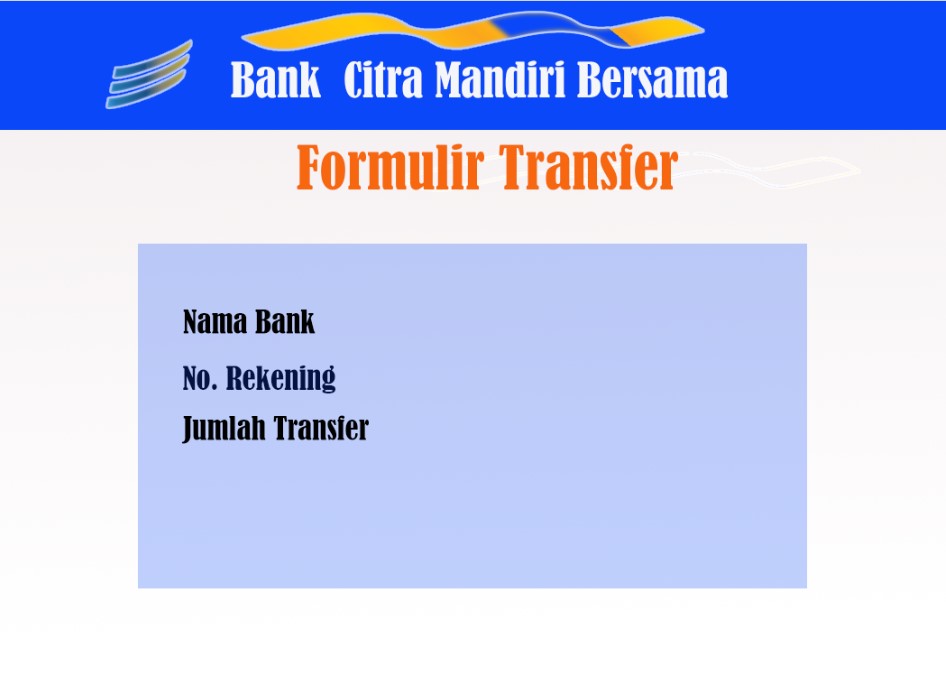 Bank Citra Mandiri Bersama
Formulir Transfer
Nama Bank
No. Rekening
Jumlah Transfer